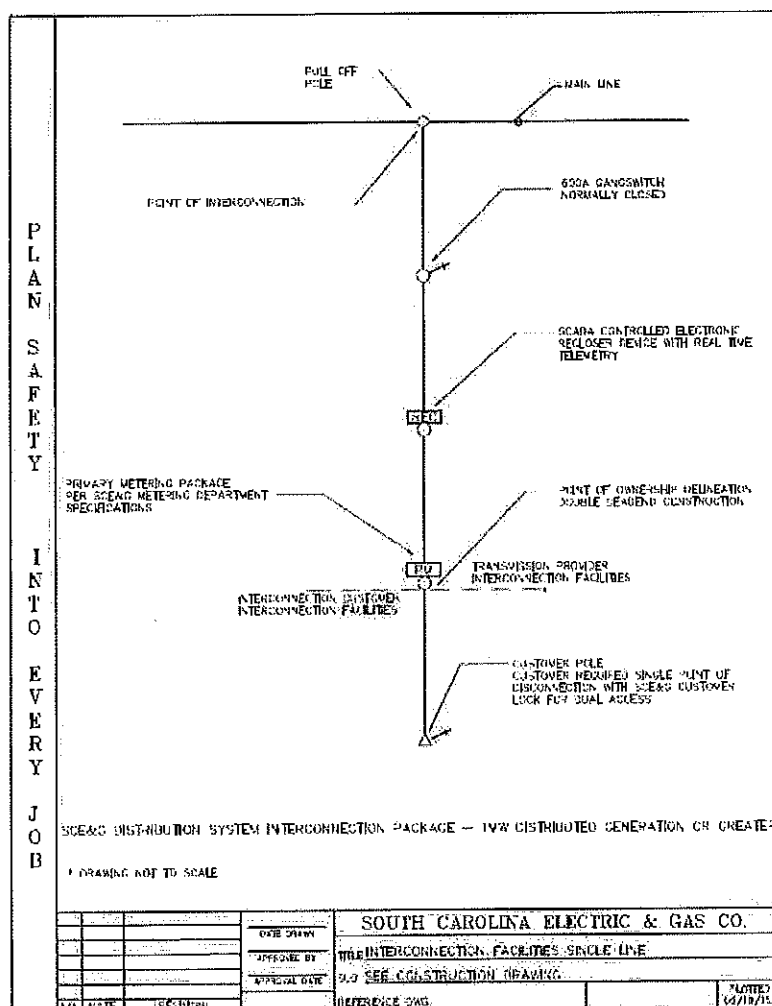 PULL OFF
POLE
MAIN LINE
POINT OF INTERCONNECTION
600A GANGSWITCH
NORMALLY CLOSED
SCADA CONTROLLED ELECTRONIC
RECLOSER DEVICE WITH REAL TIME
TELEMETRY
PRIMARY METERING PACKAGE
PER SCE&G METERING DEPARTMENT
SPECIFICATIONS
POINT OF OWNERSHIP DELINEATION
DOUBLE DEADEND CONSTRUCTION
PM
TRANSMISSION PROVIDER
INTERCONNECTION FACILITIES
INTERCONNECTION CUSTOMER
INTERCONNECTION FACILITIES
CUSTOMER POLE
CUSTOMER REQUIRED SINGLE POINT OF
DISCONNECTION WITH SCE&G CUSTOMER
LOCK FOR DUAL ACCESS
PLAN SAFETY INTO EVERY JOB
SCE&G DISTRIBUTION SYSTEM INTERCONNECTION PACKAGE – 1MW DISTRIBUTED GENERATION OR GREATER
* DRAWING NOT TO SCALE
DATE DRAWN
APPROVED BY
APPROVAL DATE
SOUTH CAROLINA ELECTRIC & GAS CO.
TITLE INTERCONNECTION FACILITIES SINGLE LINE
SEE CONSTRUCTION DRAWING
REFERENCE DWG.
PLOTTED
DATE